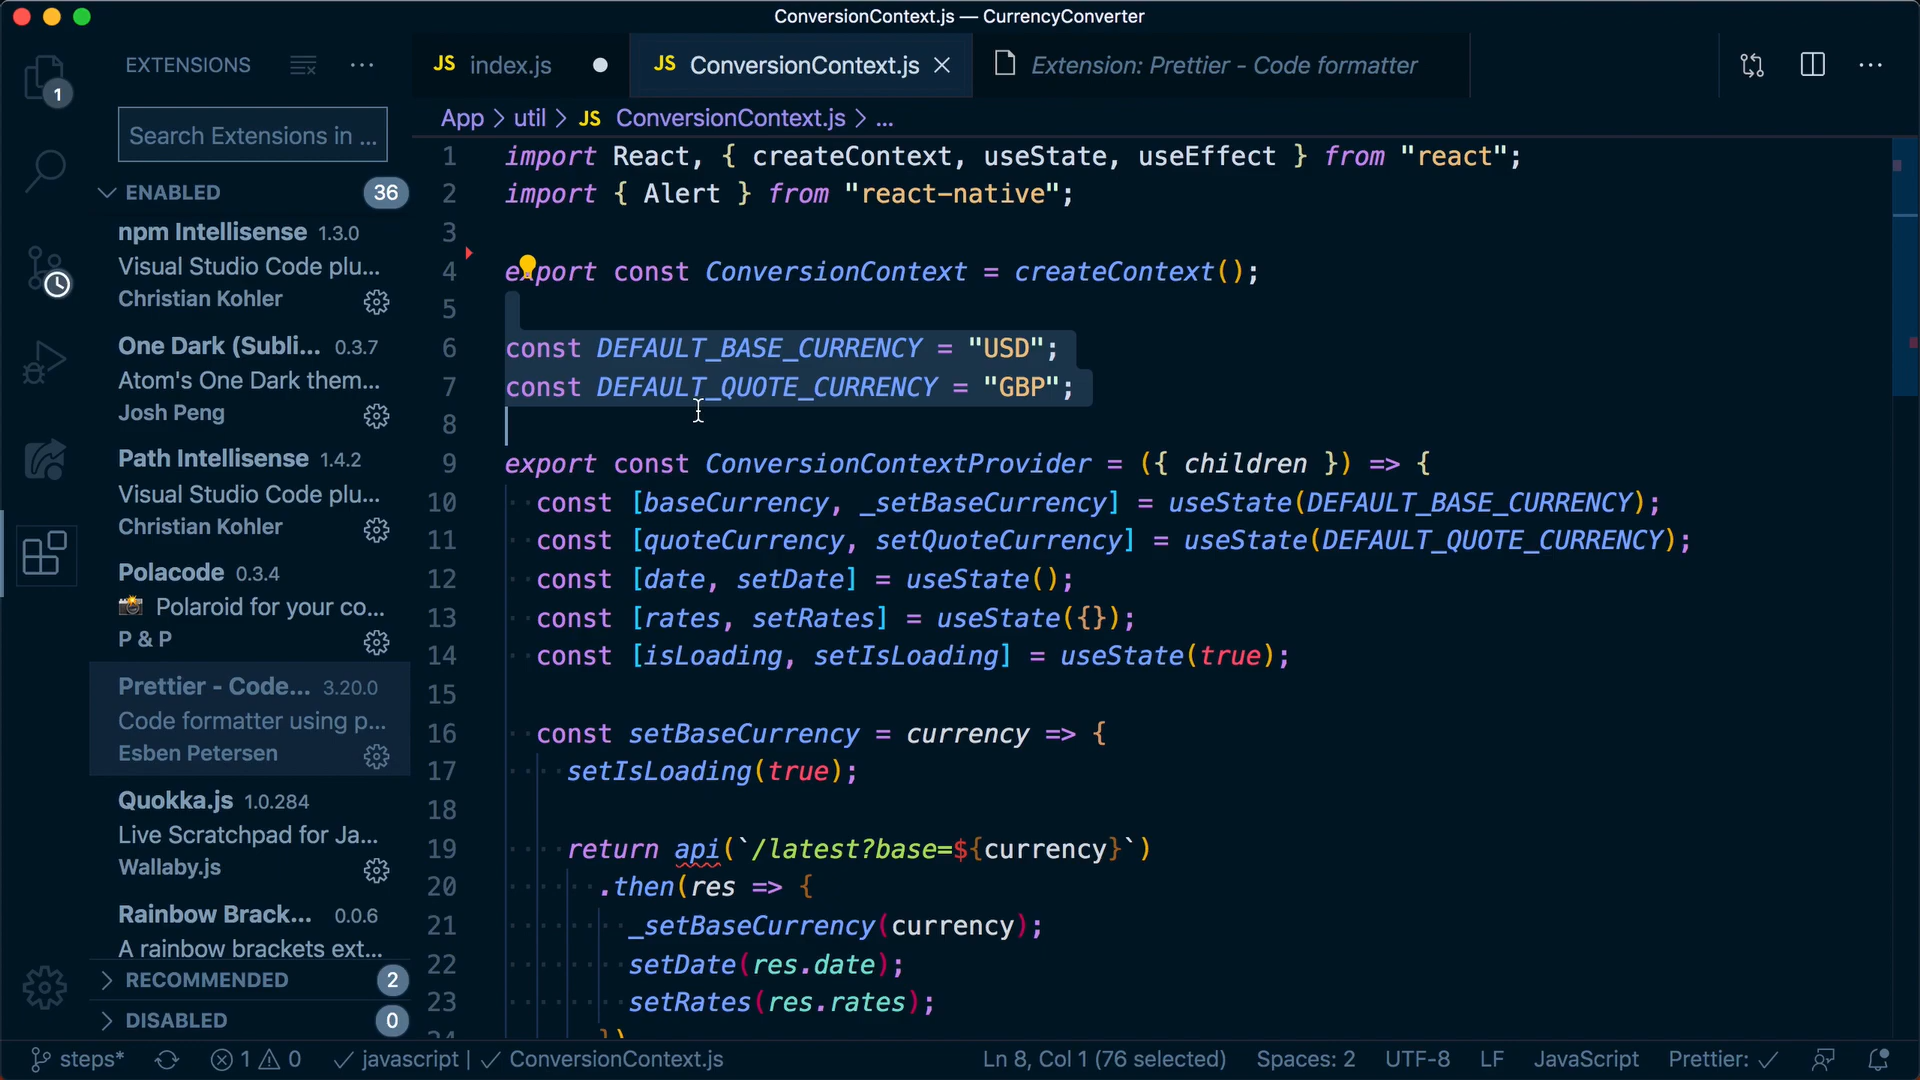 ConversionContext.js — CurrencyConverter
EXTENSIONS
JS index.js
JS ConversionContext.js
Extension: Prettier - Code formatter
1
Search Extensions in ...
App > util > JS ConversionContext.js > ...
ENABLED 36
npm Intellisense 1.3.0
Visual Studio Code plu...
Christian Kohler
One Dark (Subli... 0.3.7
Atom's One Dark them...
Josh Peng
Path Intellisense 1.4.2
Visual Studio Code plu...
Christian Kohler
Polacode 0.3.4
📸 Polaroid for your co...
P & P
Prettier - Code... 3.20.0
Code formatter using p...
Esben Petersen
Quokka.js 1.0.284
Live Scratchpad for Ja...
Wallaby.js
Rainbow Brack... 0.0.6
A rainbow brackets ext...
RECOMMENDED 2
DISABLED 0
1 import React, { createContext, useState, useEffect } from "react";
2 import { Alert } from "react-native";
3
4 export const ConversionContext = createContext();
5
6 const DEFAULT_BASE_CURRENCY = "USD";
7 const DEFAULT_QUOTE_CURRENCY = "GBP";
8
9 export const ConversionContextProvider = ({ children }) => {
10 const [baseCurrency, _setBaseCurrency] = useState(DEFAULT_BASE_CURRENCY);
11 const [quoteCurrency, setQuoteCurrency] = useState(DEFAULT_QUOTE_CURRENCY);
12 const [date, setDate] = useState();
13 const [rates, setRates] = useState({});
14 const [isLoading, setIsLoading] = useState(true);
15
16 const setBaseCurrency = currency => {
17 setIsLoading(true);
18
19 return api(`/latest?base=${currency}`)
20 .then(res => {
21 _setBaseCurrency(currency);
22 setDate(res.date);
23 setRates(res.rates);
24 })
steps* 1 0 javascript | ConversionContext.js Ln 8, Col 1 (76 selected) Spaces: 2 UTF-8 LF JavaScript Prettier: ✓